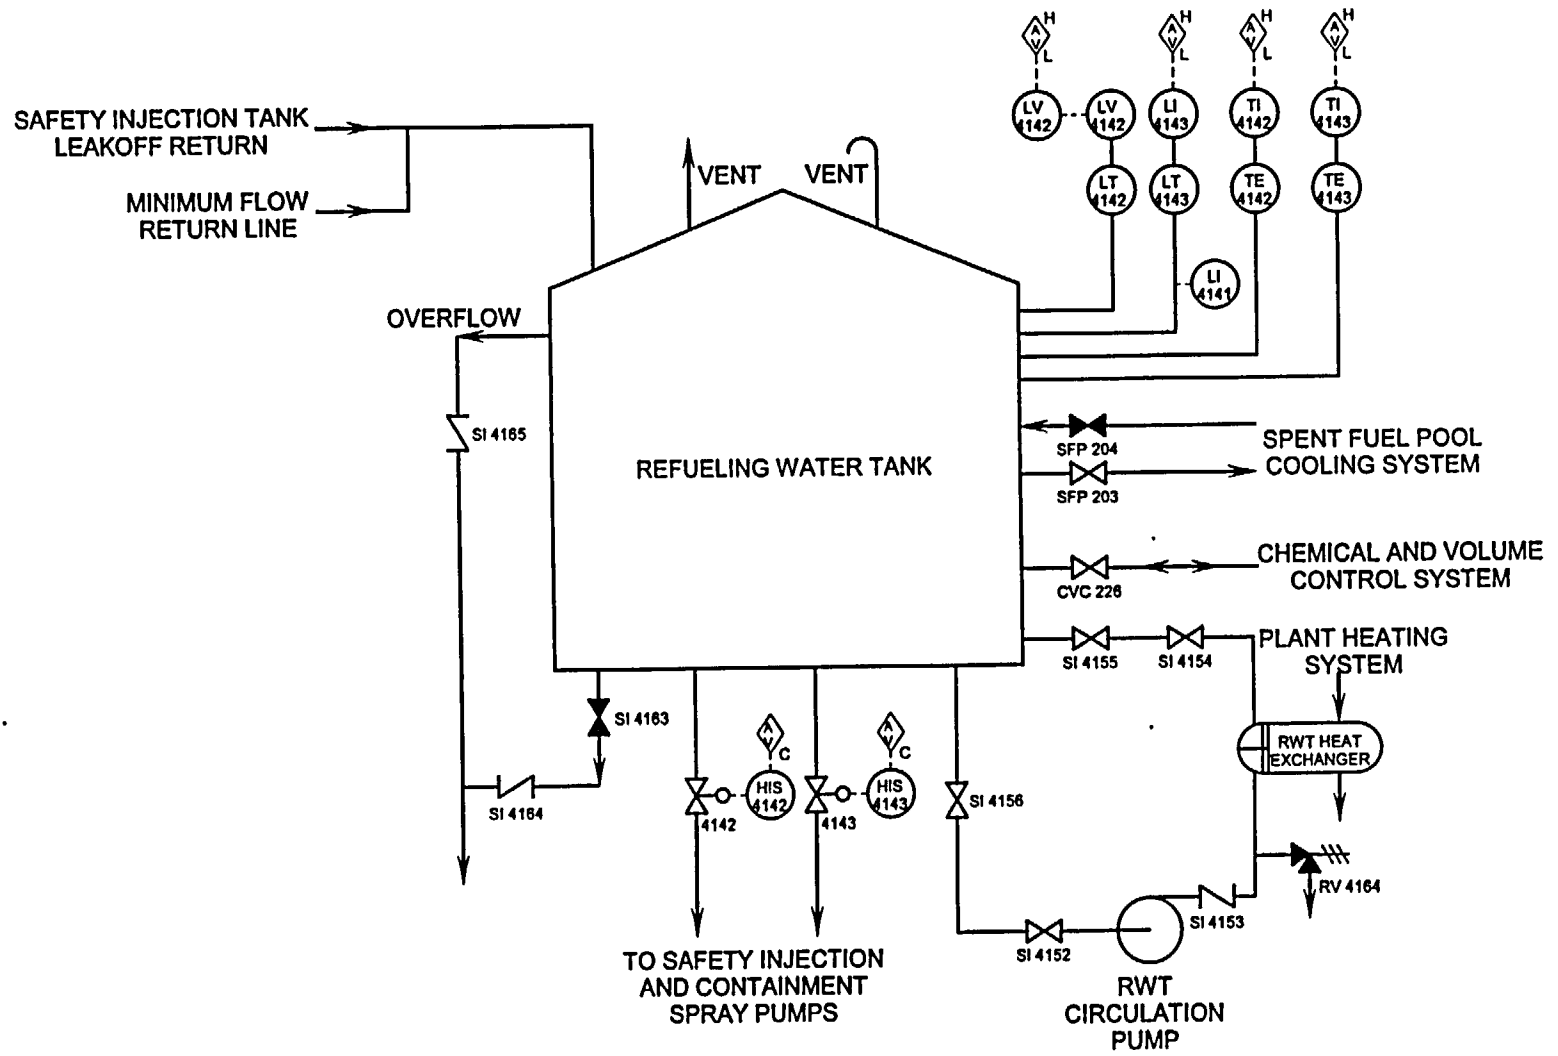 H
A
V
L
H
A
V
L
H
A
V
L
H
A
V
L
LV
4142
LV
4142
LI
4143
TI
4142
TI
4143
LT
4142
LT
4143
TE
4142
TE
4143
LI
4141
SAFETY INJECTION TANK
LEAKOFF RETURN
MINIMUM FLOW
RETURN LINE
VENT
VENT
OVERFLOW
SI 4165
REFUELING WATER TANK
SFP 204
SPENT FUEL POOL
COOLING SYSTEM
SFP 203
CHEMICAL AND VOLUME
CONTROL SYSTEM
CVC 226
PLANT HEATING
SYSTEM
SI 4155
SI 4154
SI 4163
A
V
C
A
V
C
RWT HEAT
EXCHANGER
HIS
4142
HIS
4143
SI 4164
4142
4143
SI 4156
RV 4164
SI 4153
SI 4152
TO SAFETY INJECTION
AND CONTAINMENT
SPRAY PUMPS
RWT
CIRCULATION
PUMP